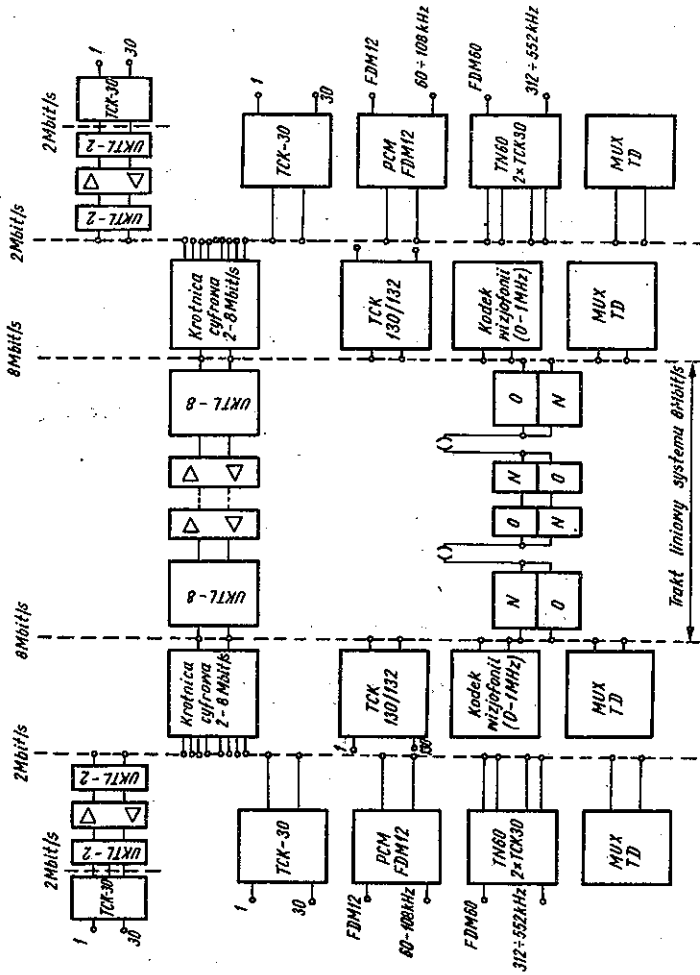 2Mbit/s
2Mbit/s
8Mbit/s
8Mbit/s
2Mbit/s
2Mbit/s
1
30
TCK-30
UKTL-2
UKTL-2
Krotnica
cyfrowa
2-8Mbit/s
UKTL-8
UKTL-8
Krotnica
cyfrowa
2-8Mbit/s
UKTL-2
UKTL-2
TCK-30
1
30
1
30
TCK-30
TCK-30
1
30
FDM12
60-108kHz
PCM
FDM12
1
130
TCK
130/132
TCK
130/132
PCM
FDM12
FDM12
60÷108kHz
FDM60
312÷552kHz
TN60
2×TCK30
Kodek
wizjofonii
(0-1MHz)
N
O
O
N
N
O
O
N
Kodek
wizjofonii
(0-1MHz)
TN60
2×TCK30
FDM60
312÷552kHz
MUX
TD
MUX
TD
MUX
TD
MUX
TD
Trakt liniowy systemu 8Mbit/s